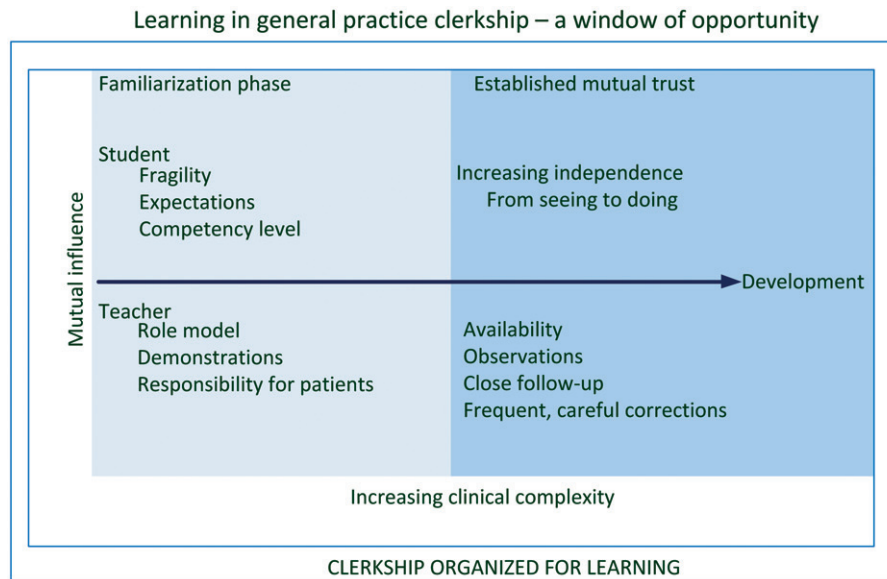 Learning in general practice clerkship – a window of opportunity
Familiarization phase
Established mutual trust
Student
Fragility
Expectations
Competency level
Increasing independence
From seeing to doing
Mutual influence
Development
Teacher
Role model
Demonstrations
Responsibility for patients
Availability
Observations
Close follow-up
Frequent, careful corrections
Increasing clinical complexity
CLERKSHIP ORGANIZED FOR LEARNING